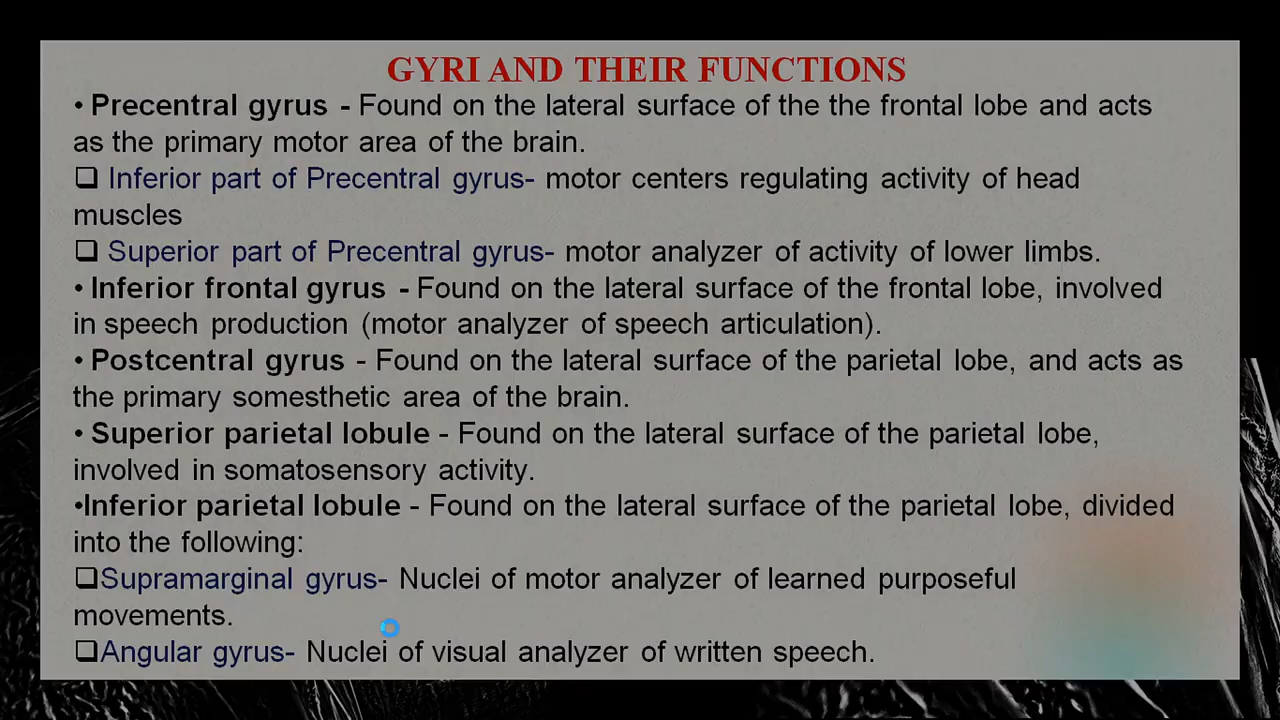 GYRI AND THEIR FUNCTIONS
• Precentral gyrus - Found on the lateral surface of the the frontal lobe and acts
as the primary motor area of the brain.
❑ Inferior part of Precentral gyrus- motor centers regulating activity of head
muscles
❑ Superior part of Precentral gyrus- motor analyzer of activity of lower limbs.
• Inferior frontal gyrus - Found on the lateral surface of the frontal lobe, involved
in speech production (motor analyzer of speech articulation).
• Postcentral gyrus - Found on the lateral surface of the parietal lobe, and acts as
the primary somesthetic area of the brain.
• Superior parietal lobule - Found on the lateral surface of the parietal lobe,
involved in somatosensory activity.
•Inferior parietal lobule - Found on the lateral surface of the parietal lobe, divided
into the following:
❑Supramarginal gyrus- Nuclei of motor analyzer of learned purposeful
movements.
❑Angular gyrus- Nuclei of visual analyzer of written speech.